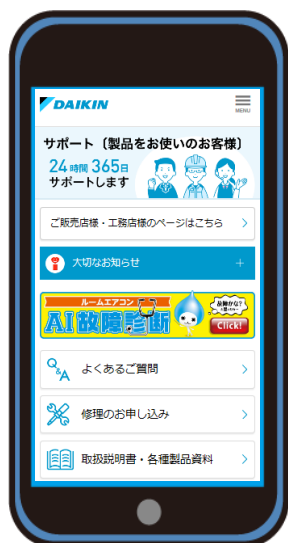 DAIKIN
MENU
サポート〔製品をお使いのお客様〕
24時間 365日
サポートします
ご販売店様・工務店様のページはこちら
大切なお知らせ
ルームエアコン
AI故障診断
故障かな?
Click!
Q&A よくあるご質問
修理のお申し込み
取扱説明書・各種製品資料